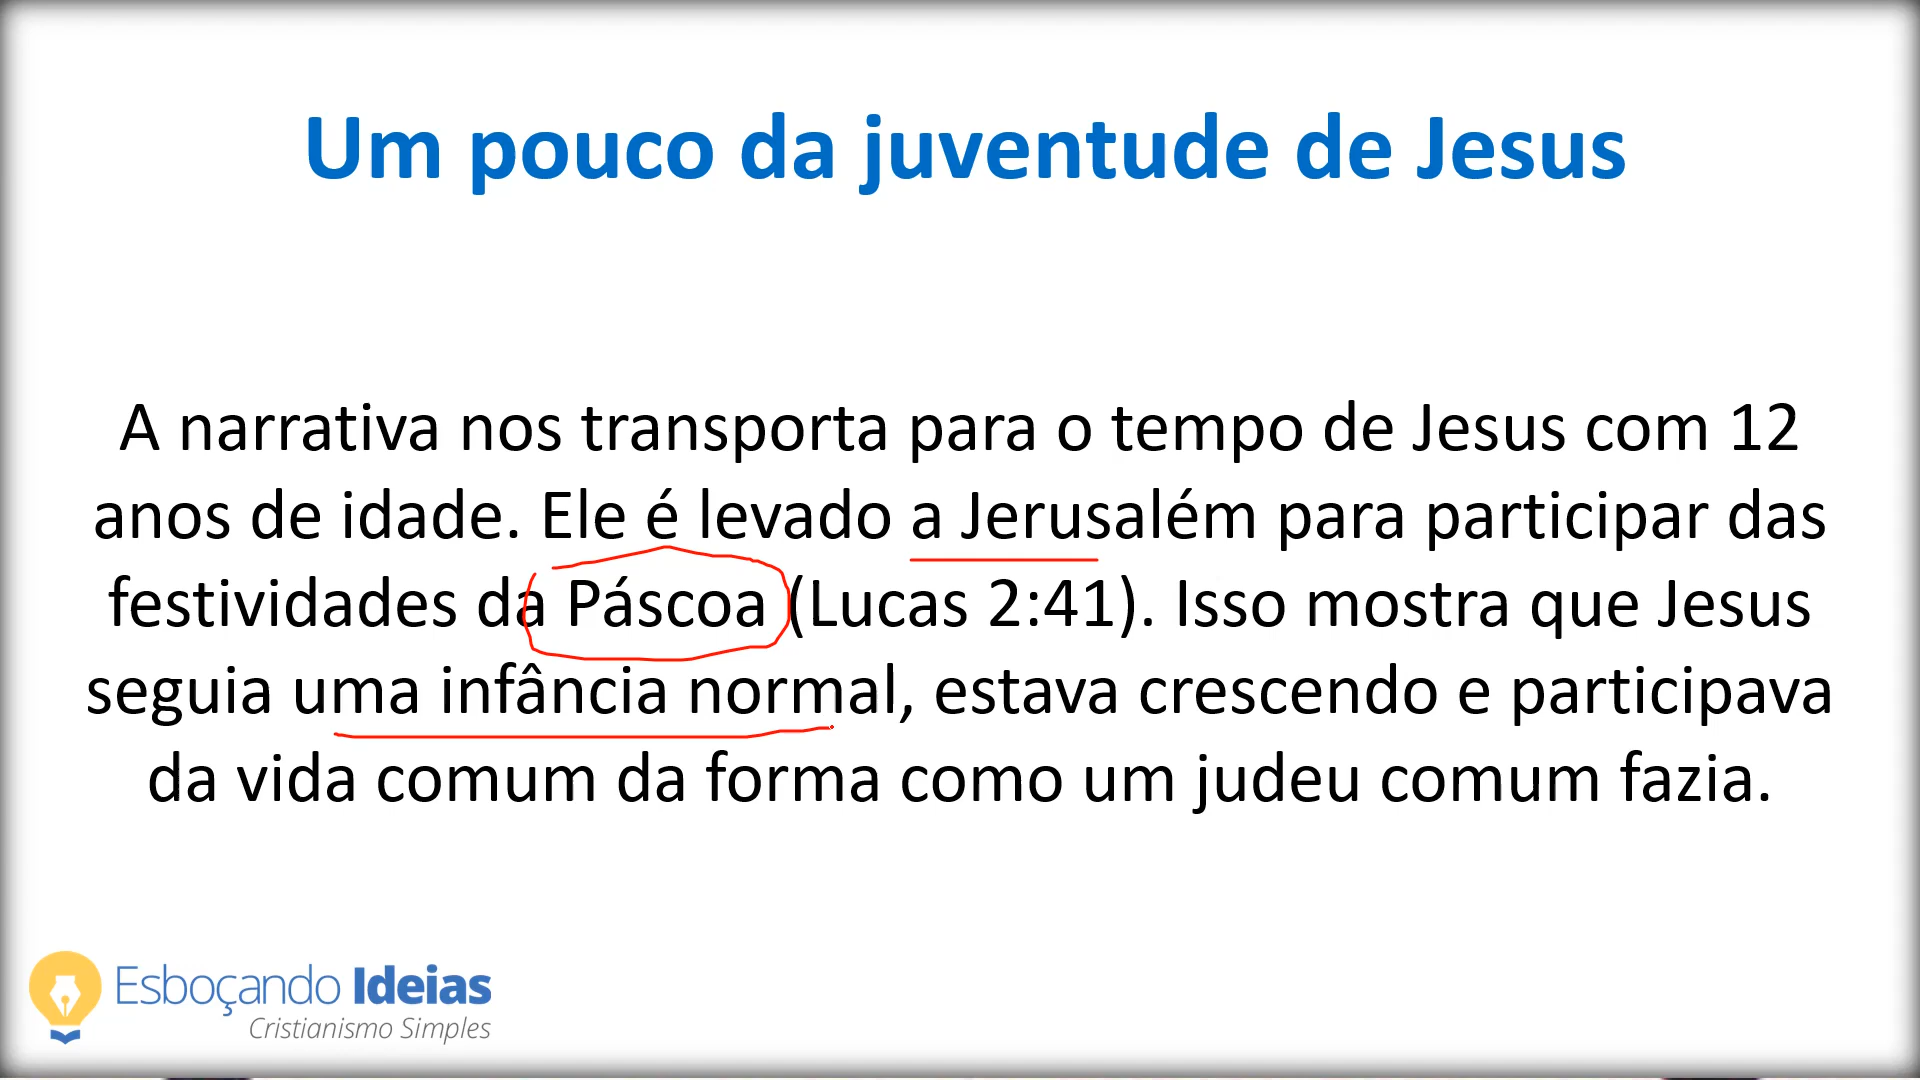 Um pouco da juventude de Jesus
A narrativa nos transporta para o tempo de Jesus com 12
anos de idade. Ele é levado a Jerusalém para participar das
festividades da Páscoa (Lucas 2:41). Isso mostra que Jesus
seguia uma infância normal, estava crescendo e participava
da vida comum da forma como um judeu comum fazia.
Esboçando Ideias
Cristianismo Simples